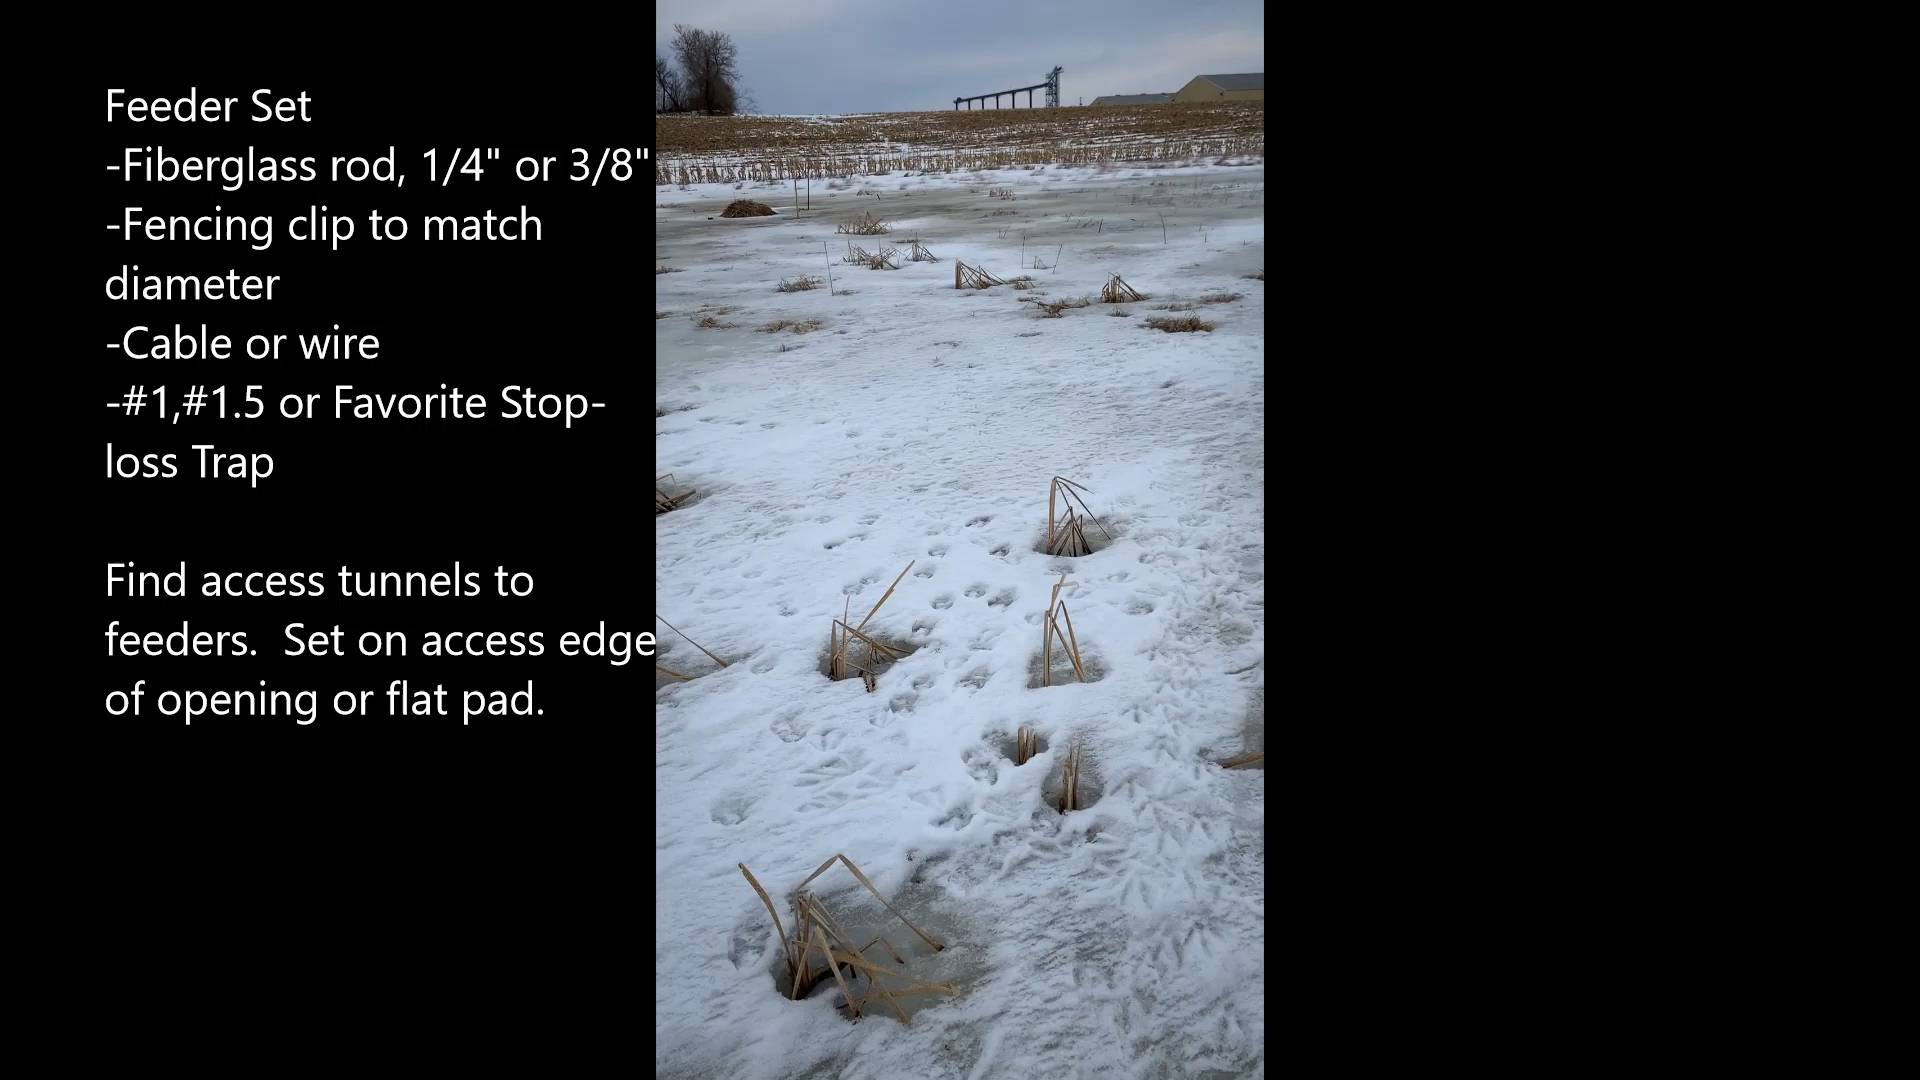 Feeder Set
-Fiberglass rod, 1/4" or 3/8"
-Fencing clip to match
diameter
-Cable or wire
-#1,#1.5 or Favorite Stop-
loss Trap
Find access tunnels to
feeders.  Set on access edge
of opening or flat pad.